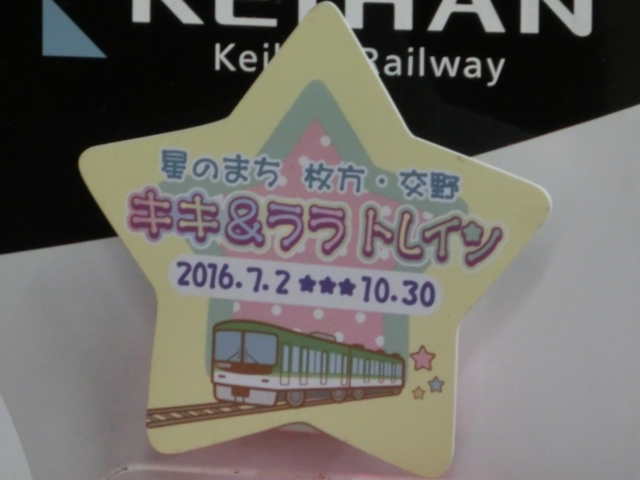 KEIHAN
Keihan Railway
星のまち 枚方・交野
キキ&ララトレイン
2016.7.2 ★★★ 10.30